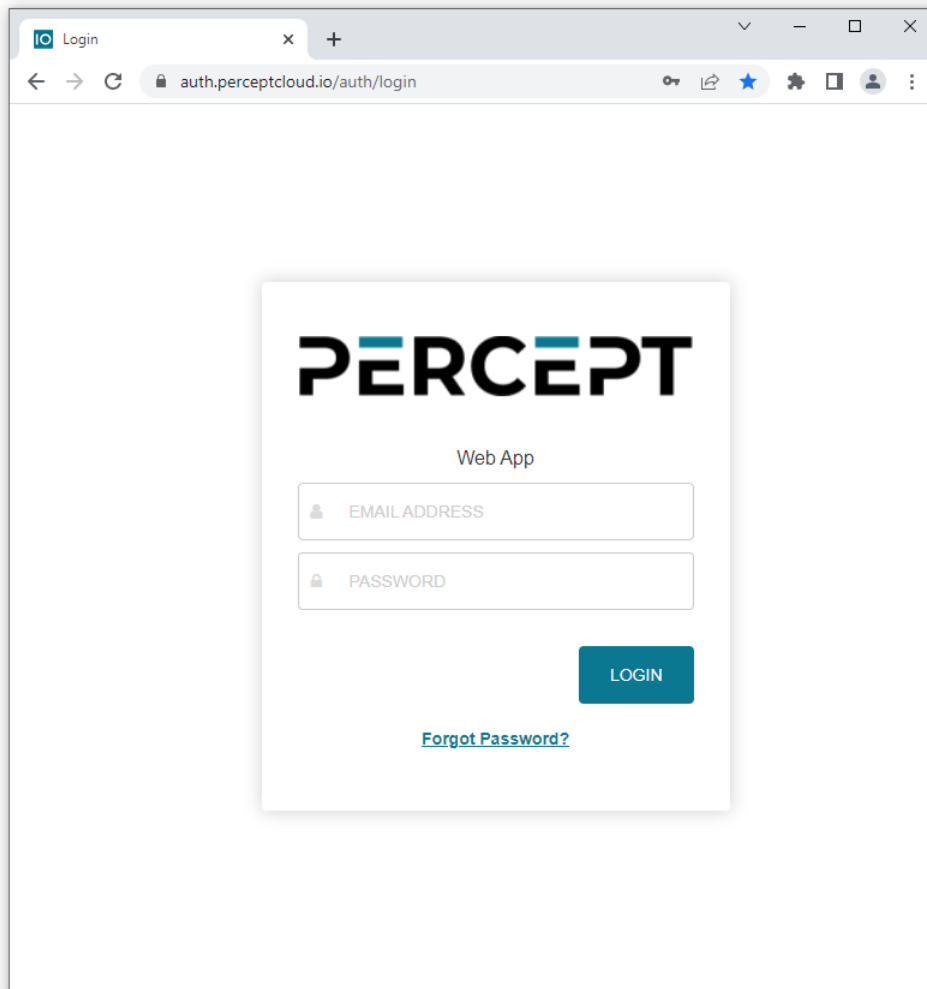 IO Login
auth.perceptcloud.io/auth/login
PERCEPT
Web App
EMAIL ADDRESS
PASSWORD
LOGIN
Forgot Password?